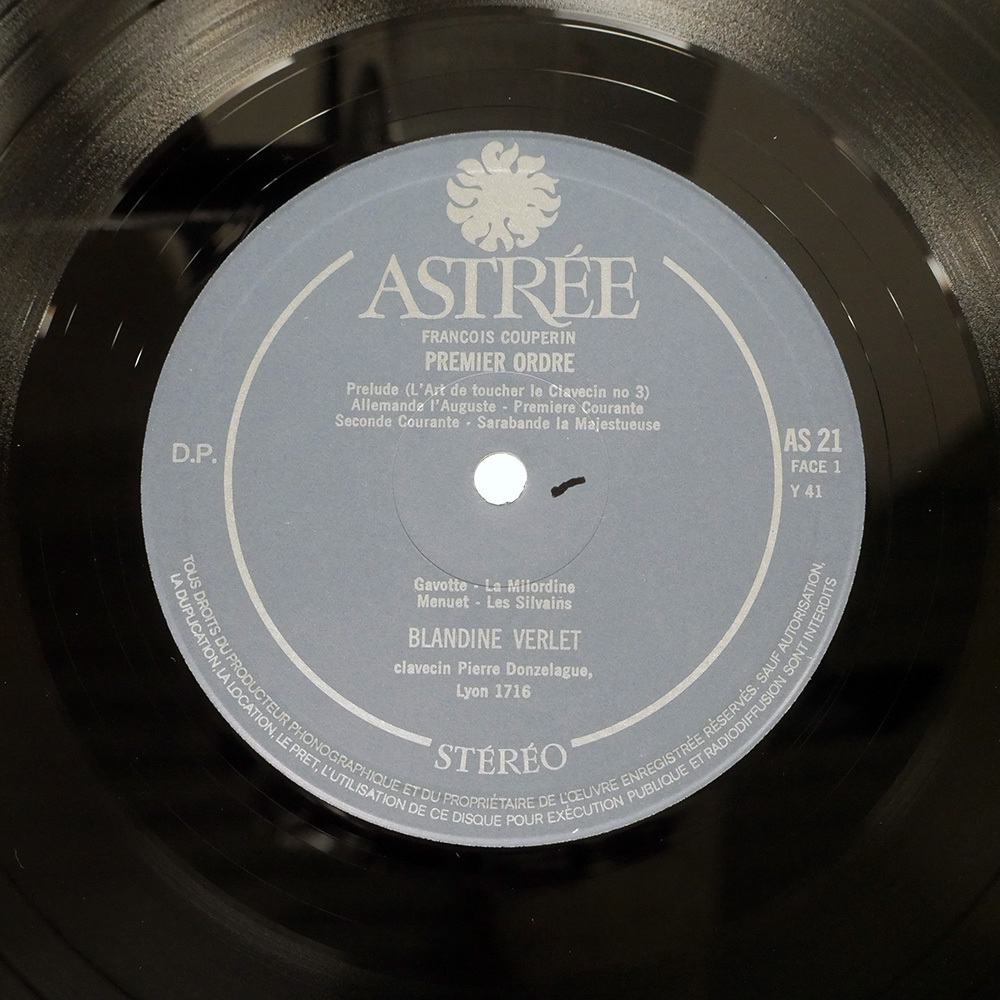 ASTRÉE
FRANCOIS COUPERIN
PREMIER ORDRE
Prelude (L'Art de toucher le Clavecin no 3)
Allemande l'Auguste - Premiere Courante
Seconde Courante - Sarabande la Majestueuse
D.P.
AS 21
FACE 1
Y 41
Gavotte - La Milordine
Menuet - Les Silvains
BLANDINE VERLET
clavecin Pierre Donzelague,
Lyon 1716
STÉRÉO
TOUS DROITS DU PRODUCTEUR PHONOGRAPHIQUE ET DU PROPRIÉTAIRE DE L'ŒUVRE ENREGISTRÉE RÉSERVÉS. SAUF AUTORISATION,
LA DUPLICATION, LA LOCATION, LE PRET, L'UTILISATION DE CE DISQUE POUR EXÉCUTION PUBLIQUE ET RADIODIFFUSION SONT INTERDITS